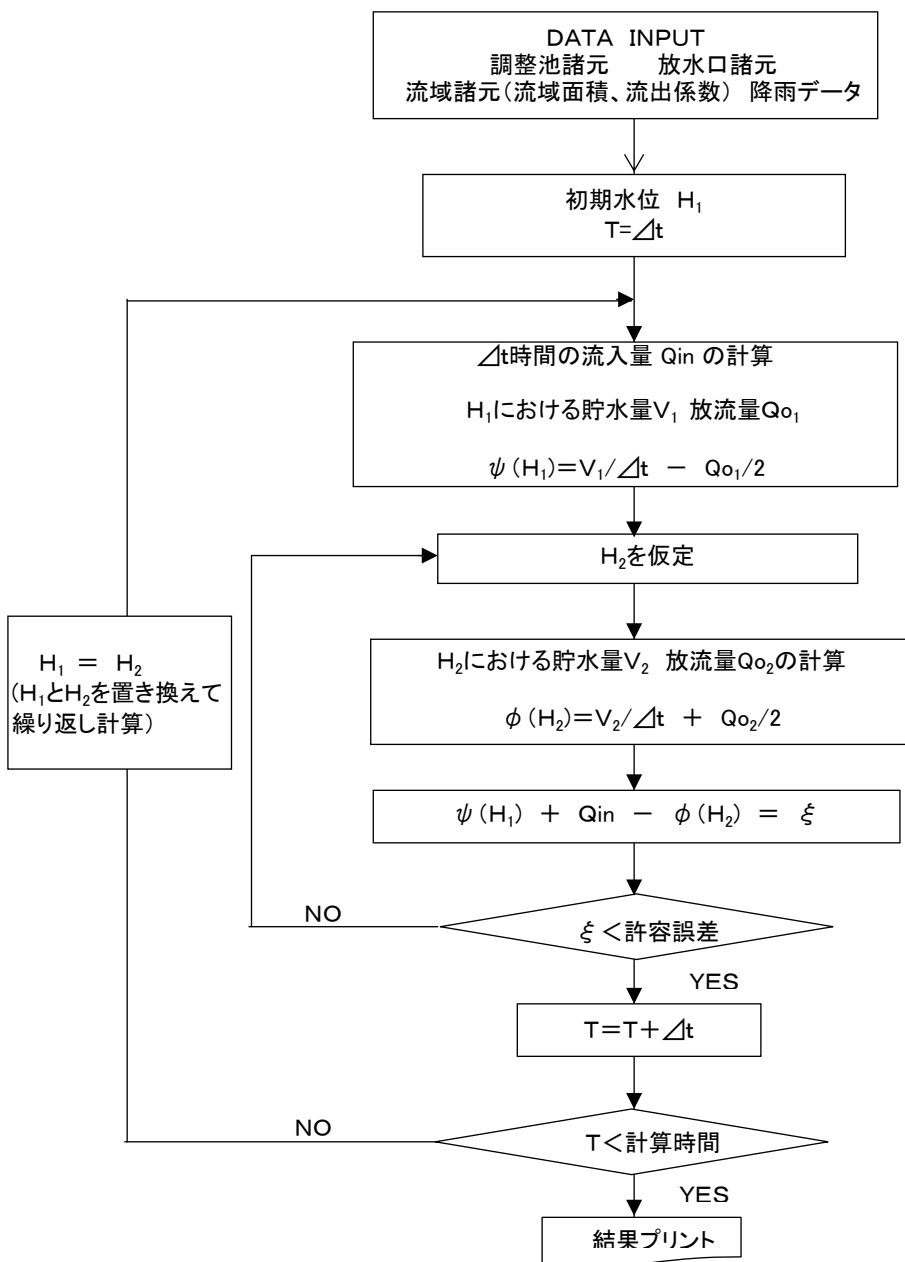 DATA INPUT
調整池諸元 放水口諸元
流域諸元(流域面積、流出係数) 降雨データ
初期水位 H₁
T=⊿t
⊿t時間の流入量 Qin の計算
H₁における貯水量V₁ 放流量Qo₁
ψ(H₁)=V₁/⊿t － Qo₁/2
H₂を仮定
H₁ ＝ H₂
(H₁とH₂を置き換えて
繰り返し計算)
H₂における貯水量V₂ 放流量Qo₂の計算
φ(H₂)=V₂/⊿t ＋ Qo₂/2
ψ(H₁) ＋ Qin － φ(H₂) ＝ ξ
NO
ξ＜許容誤差
YES
T＝T＋⊿t
NO
T＜計算時間
YES
結果プリント